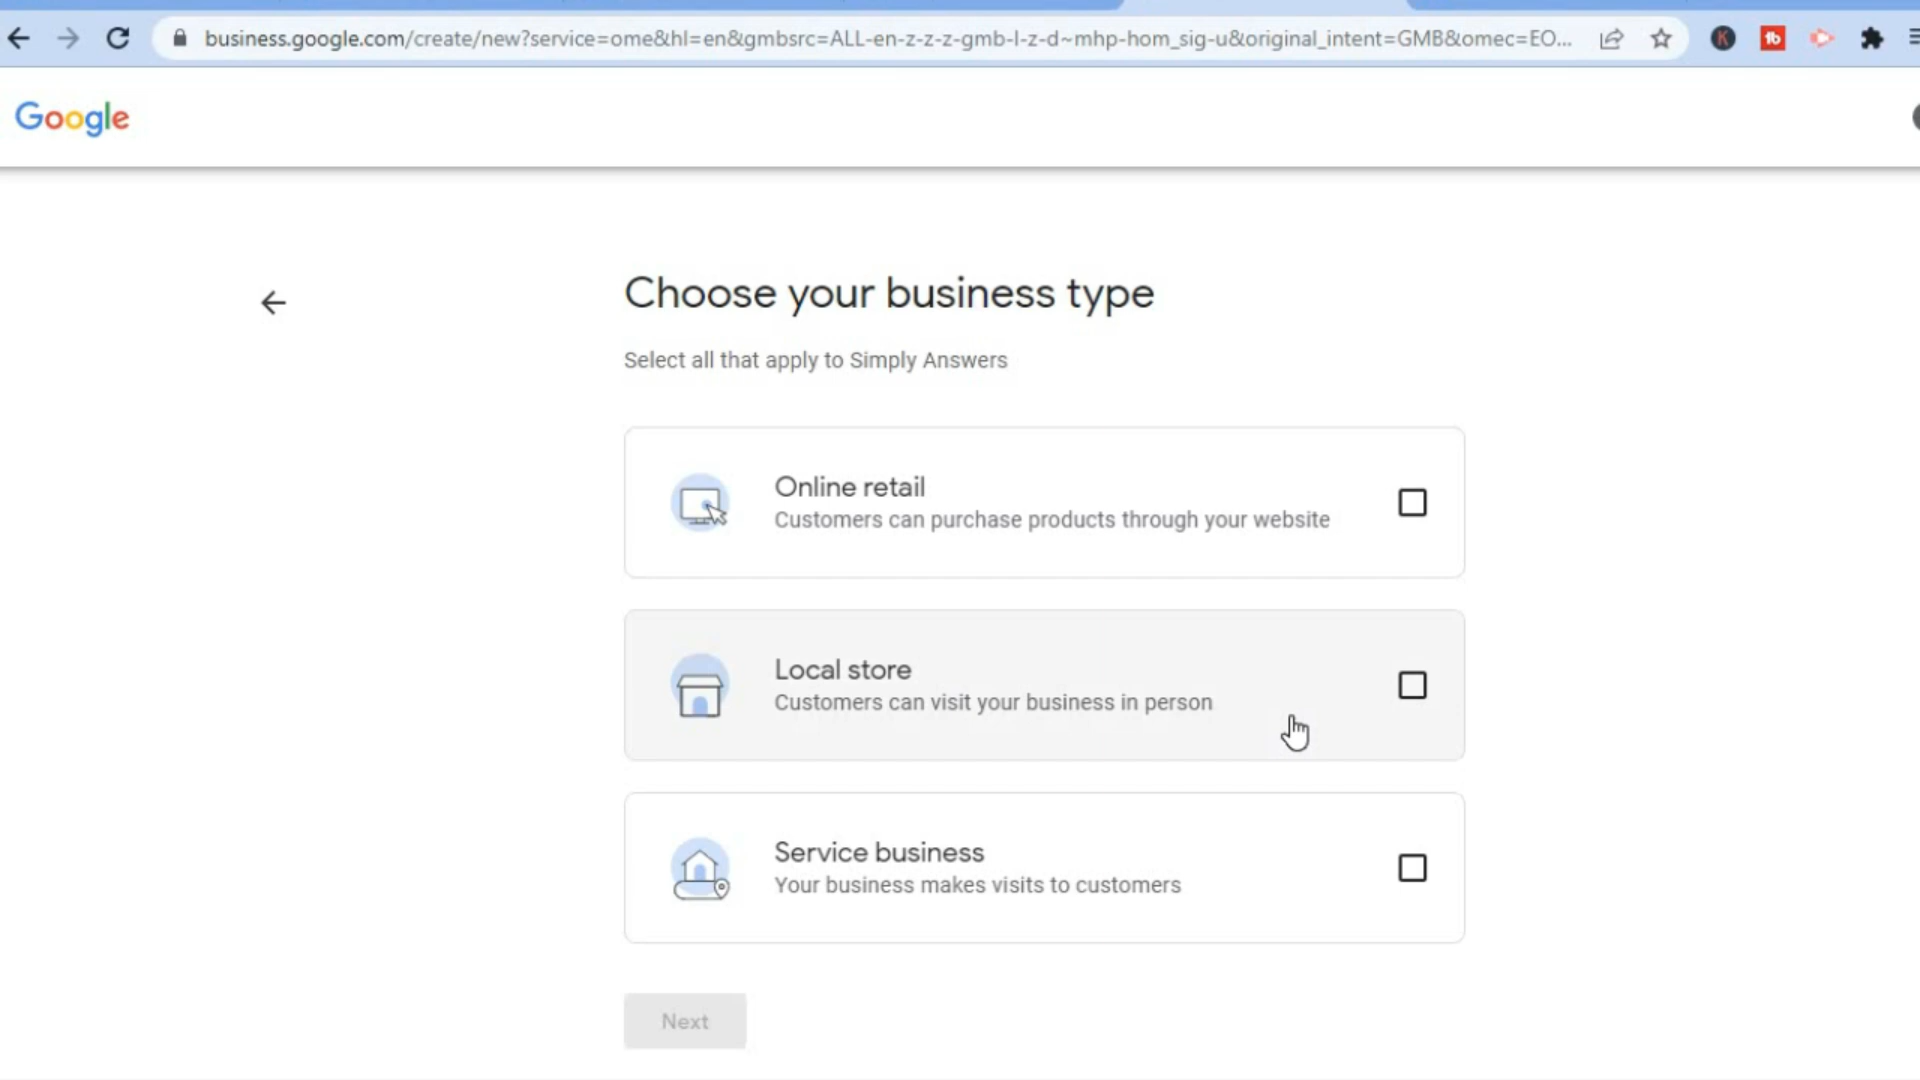 business.google.com/create/new?service=ome&hl=en&gmbsrc=ALL-en-z-z-z-gmb-l-z-d~mhp-hom_sig-u&original_intent=GMB&omec=EO...
K
Google
Choose your business type
Select all that apply to Simply Answers
Online retail
Customers can purchase products through your website
Local store
Customers can visit your business in person
Service business
Your business makes visits to customers
Next